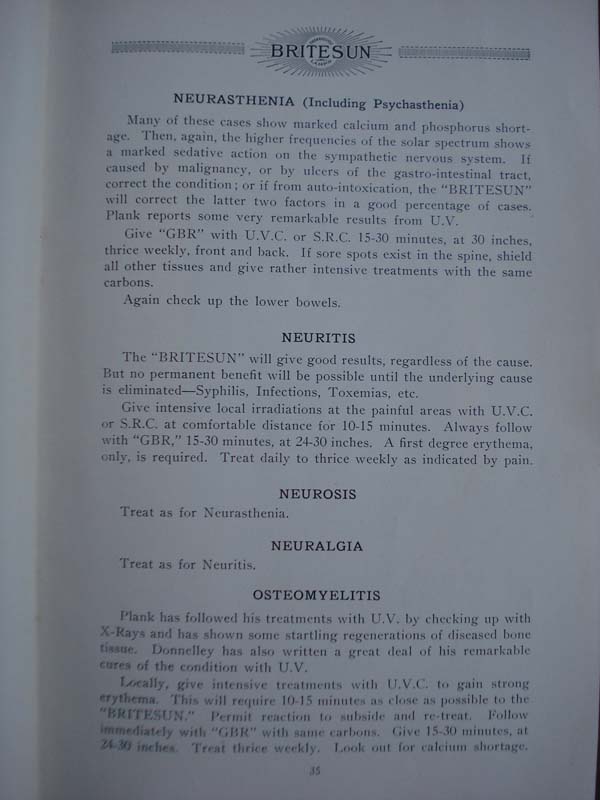 THERAPEUTIC
BRITESUN
LAMPS
NEURASTHENIA (Including Psychasthenia)
Many of these cases show marked calcium and phosphorus short-
age. Then, again, the higher frequencies of the solar spectrum shows
a marked sedative action on the sympathetic nervous system. If
caused by malignancy, or by ulcers of the gastro-intestinal tract,
correct the condition; or if from auto-intoxication, the "BRITESUN"
will correct the latter two factors in a good percentage of cases.
Plank reports some very remarkable results from U.V.
Give "GBR" with U.V.C. or S.R.C. 15-30 minutes, at 30 inches,
thrice weekly, front and back. If sore spots exist in the spine, shield
all other tissues and give rather intensive treatments with the same
carbons.
Again check up the lower bowels.
NEURITIS
The "BRITESUN" will give good results, regardless of the cause.
But no permanent benefit will be possible until the underlying cause
is eliminated—Syphilis, Infections, Toxemias, etc.
Give intensive local irradiations at the painful areas with U.V.C.
or S.R.C. at comfortable distance for 10-15 minutes. Always follow
with "GBR," 15-30 minutes, at 24-30 inches. A first degree erythema,
only, is required. Treat daily to thrice weekly as indicated by pain.
NEUROSIS
Treat as for Neurasthenia.
NEURALGIA
Treat as for Neuritis.
OSTEOMYELITIS
Plank has followed his treatments with U.V. by checking up with
X-Rays and has shown some startling regenerations of diseased bone
tissue. Donnelley has also written a great deal of his remarkable
cures of the condition with U.V.
Locally, give intensive treatments with U.V.C. to gain strong
erythema. This will require 10-15 minutes as close as possible to the
"BRITESUN." Permit reaction to subside and re-treat. Follow
immediately with "GBR" with same carbons. Give 15-30 minutes, at
24-30 inches. Treat thrice weekly. Look out for calcium shortage.
35